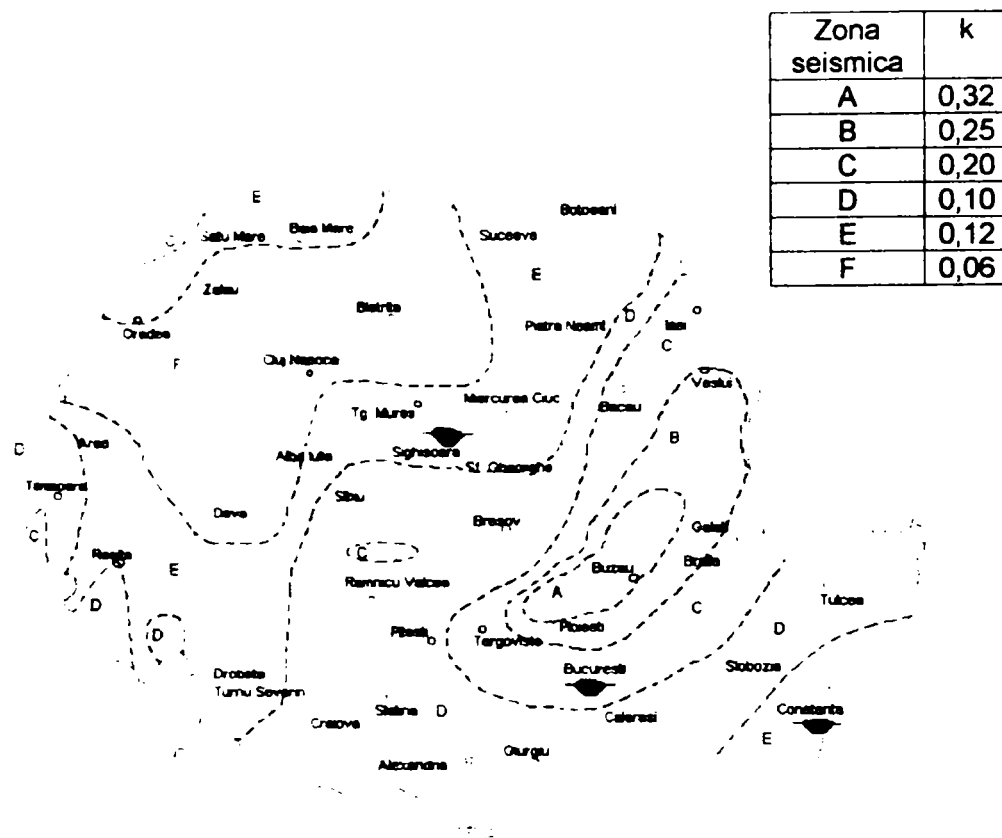 Zona seismica k
A 0,32
B 0,25
C 0,20
D 0,10
E 0,12
F 0,06
E
Botosani
C Satu Mare Baia Mare
Suceava
E
Zalau
Bistrita
Oradea
Piatra Neamt D Iasi
C
F
Cluj Napoca
Vaslui
Miercurea Ciuc
Tg. Mures
Bacau
B
D Arad
Alba Iulia Sighisoara
Sf. Gheorghe
Timisoara
Sibiu
Deva
Brasov
Galati
C
Resita
C
Braila
E
Buzau
Ramnicu Valcea
A
D
C
Tulcea
D
Pitesti
Targoviste
Ploiesti
D
Bucuresti
Slobozia
Drobeta
Turnu Severin
Slatina D
Calarasi
Constanta
Craiova
E
Giurgiu
Alexandria